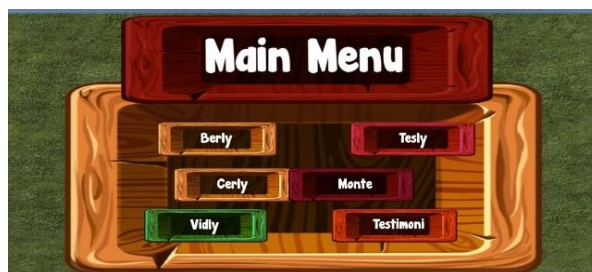 Main Menu
Berly
Tesly
Cerly
Monte
Vidly
Testimoni